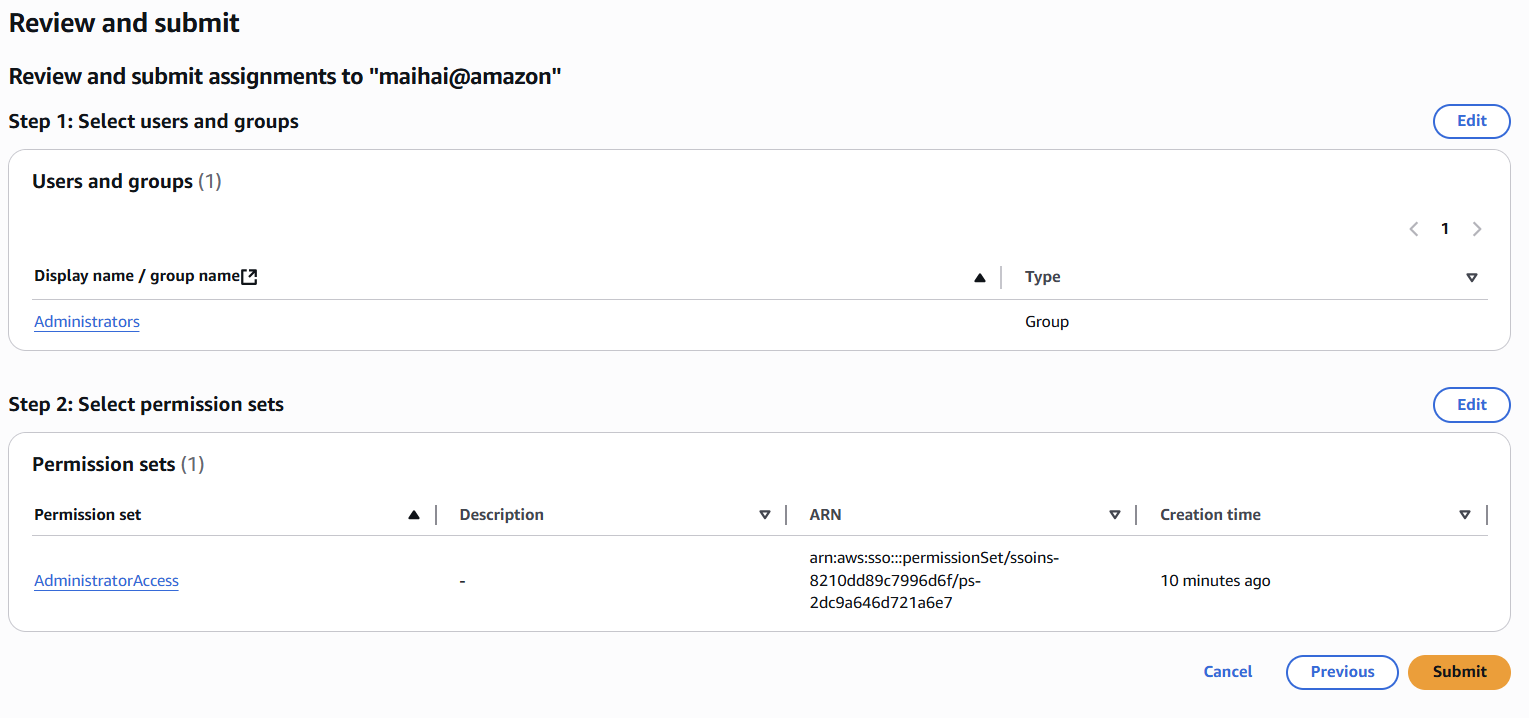 Review and submit
Review and submit assignments to "maihai@amazon"
Step 1: Select users and groups
Edit
Users and groups (1)
1
Display name / group name
Type
Administrators
Group
Step 2: Select permission sets
Edit
Permission sets (1)
Permission set
Description
ARN
Creation time
AdministratorAccess
-
arn:aws:sso:::permissionSet/ssoins-
8210dd89c7996d6f/ps-
2dc9a646d721a6e7
10 minutes ago
Cancel
Previous
Submit